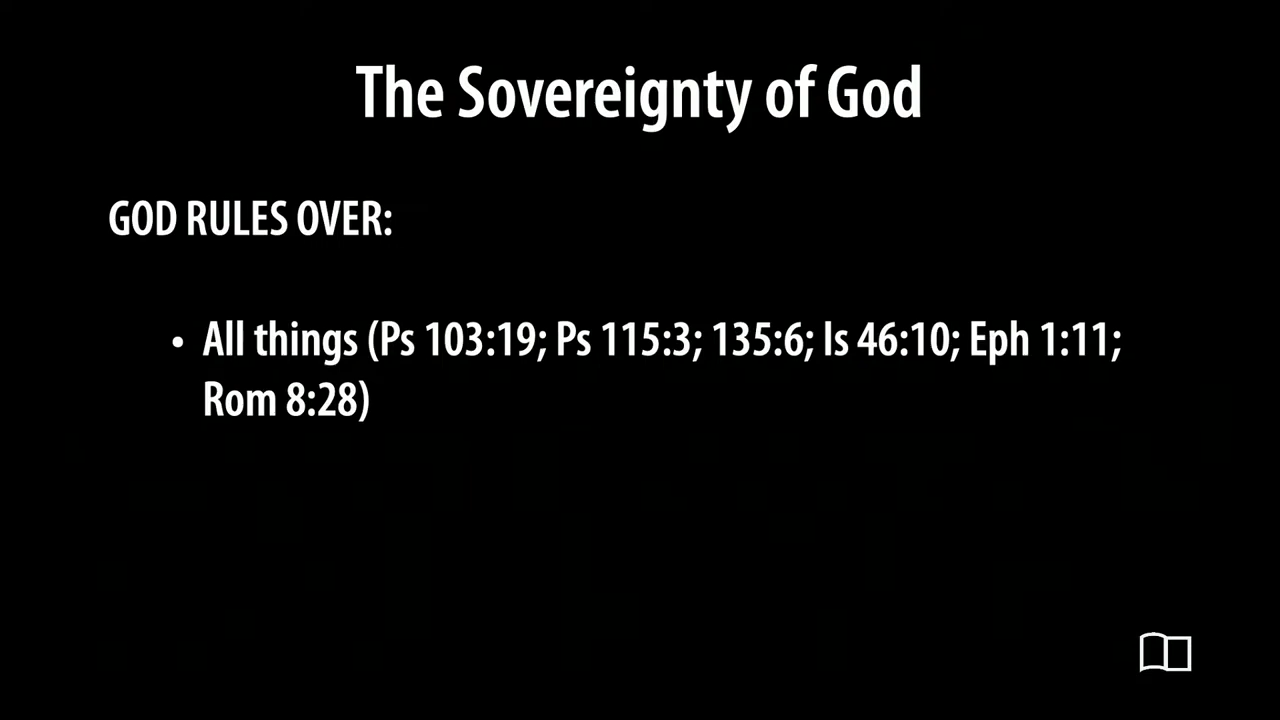 The Sovereignty of God
GOD RULES OVER:
• All things (Ps 103:19; Ps 115:3; 135:6; Is 46:10; Eph 1:11;
Rom 8:28)